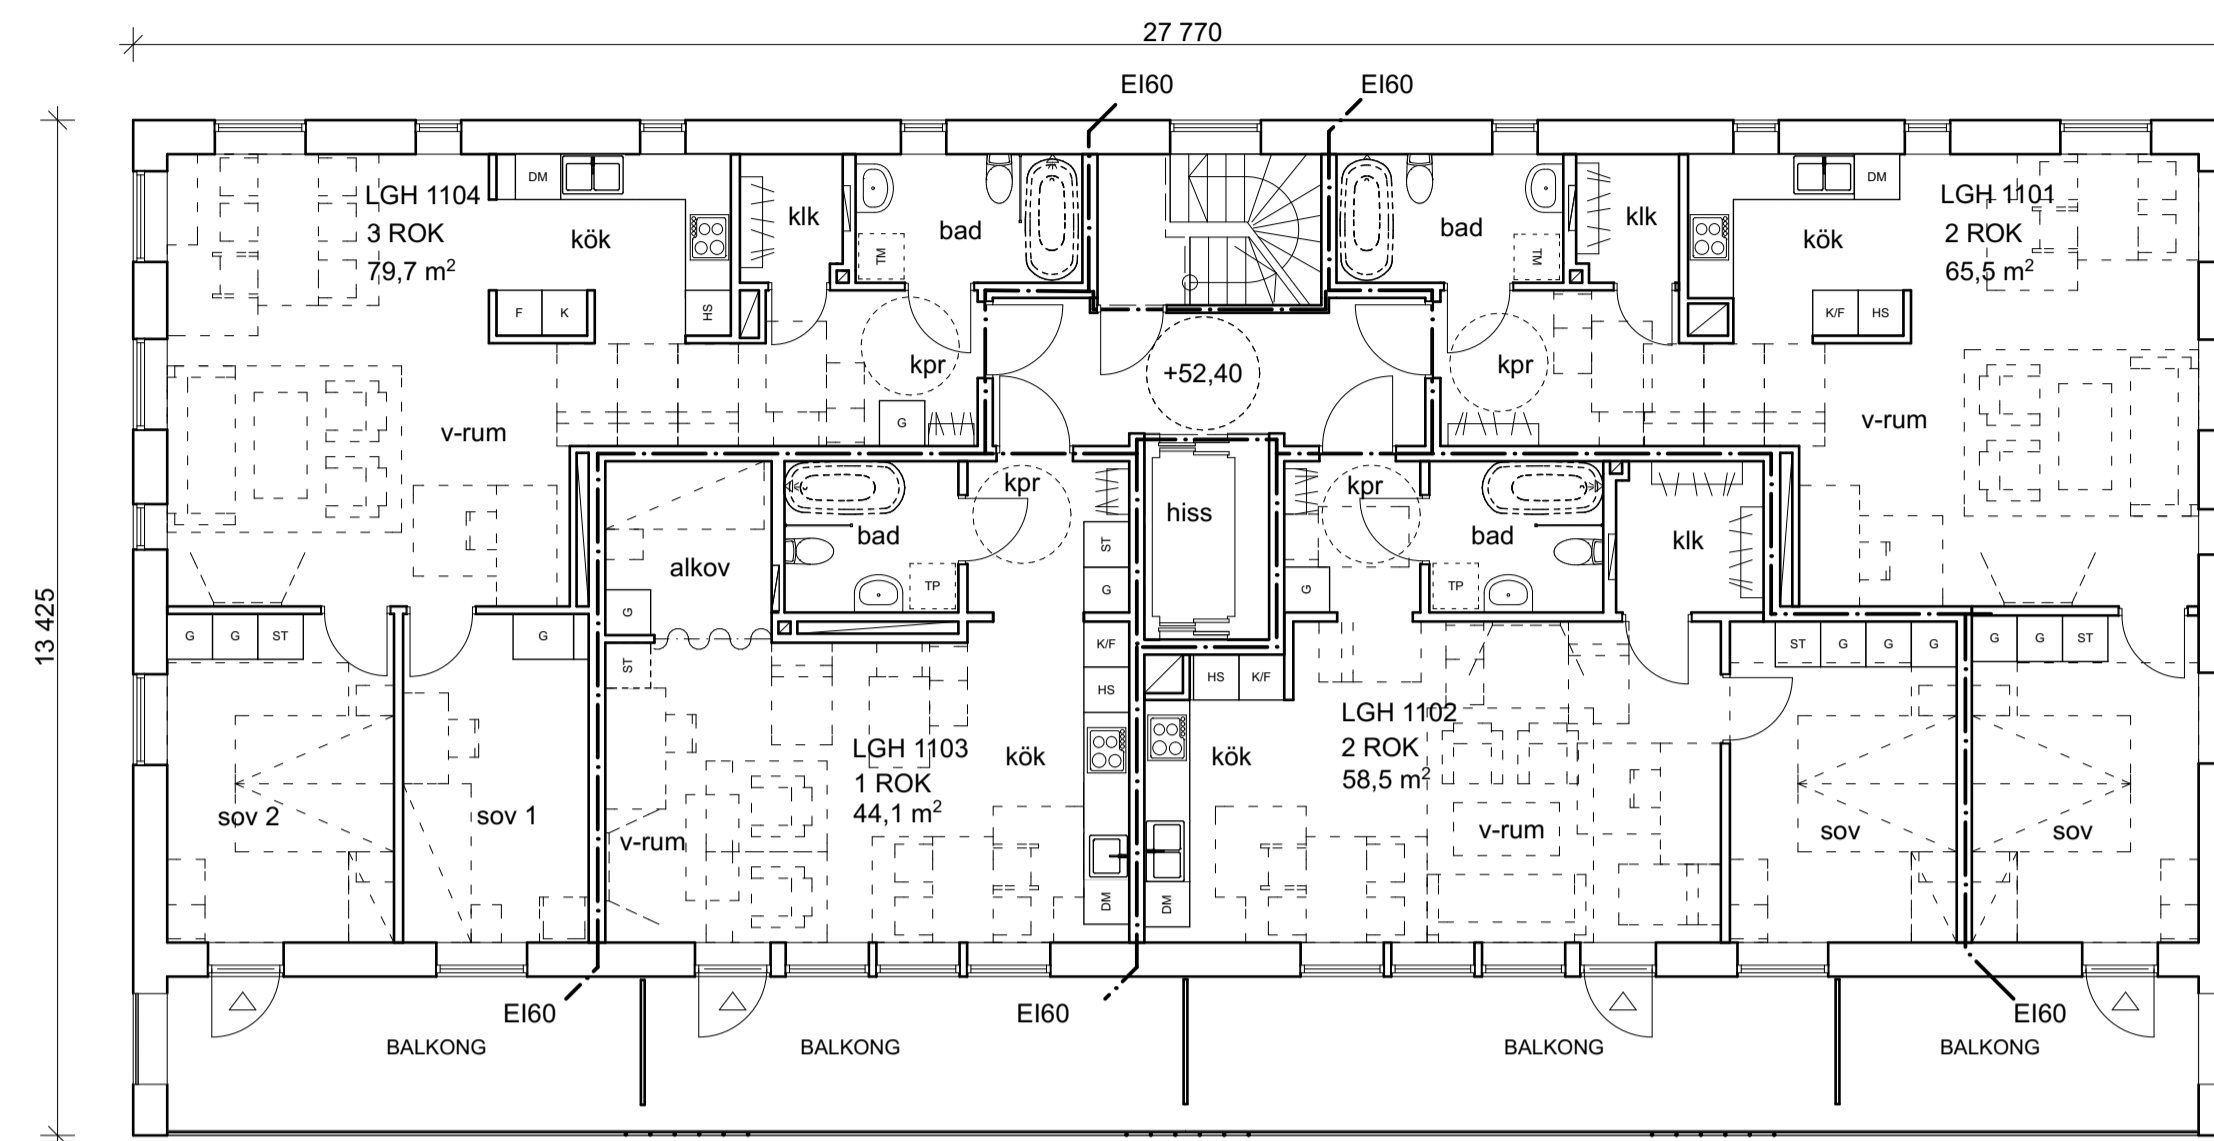 27 770
EI60
EI60
13 425
LGH 1104
3 ROK
79,7 m²
DM
kök
F
K
HS
klk
TM
bad
bad
TM
klk
DM
kök
K/F
HS
LGH 1101
2 ROK
65,5 m²
kpr
G
+52,40
kpr
v-rum
v-rum
alkov
G
ST
bad
TP
kpr
ST
G
K/F
HS
hiss
kpr
G
bad
TP
klk
G
G
ST
G
HS
K/F
ST
G
G
G
G
G
ST
sov 2
sov 1
v-rum
LGH 1103
1 ROK
44,1 m²
kök
DM
kök
DM
LGH 1102
2 ROK
58,5 m²
v-rum
sov
sov
EI60
EI60
EI60
BALKONG
BALKONG
BALKONG
BALKONG